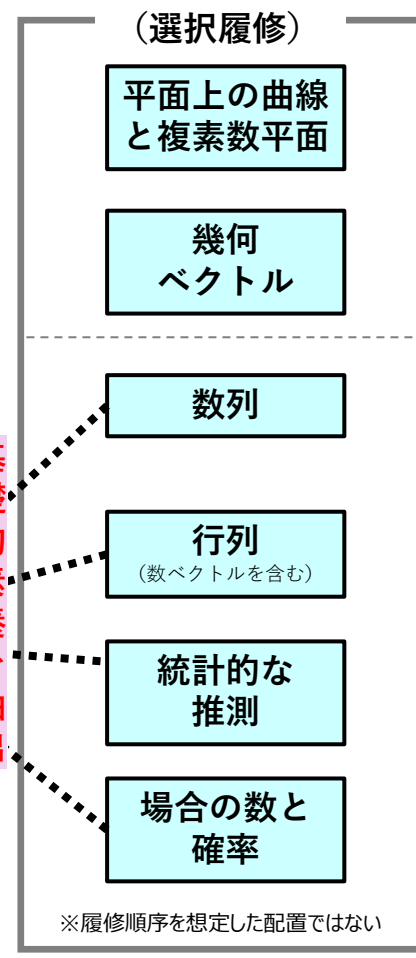 （選択履修）
平面上の曲線
と複素数平面
幾何
ベクトル
数列
行列
（数ベクトルを含む）
統計的な
推測
場合の数と
確率
※履修順序を想定した配置ではない